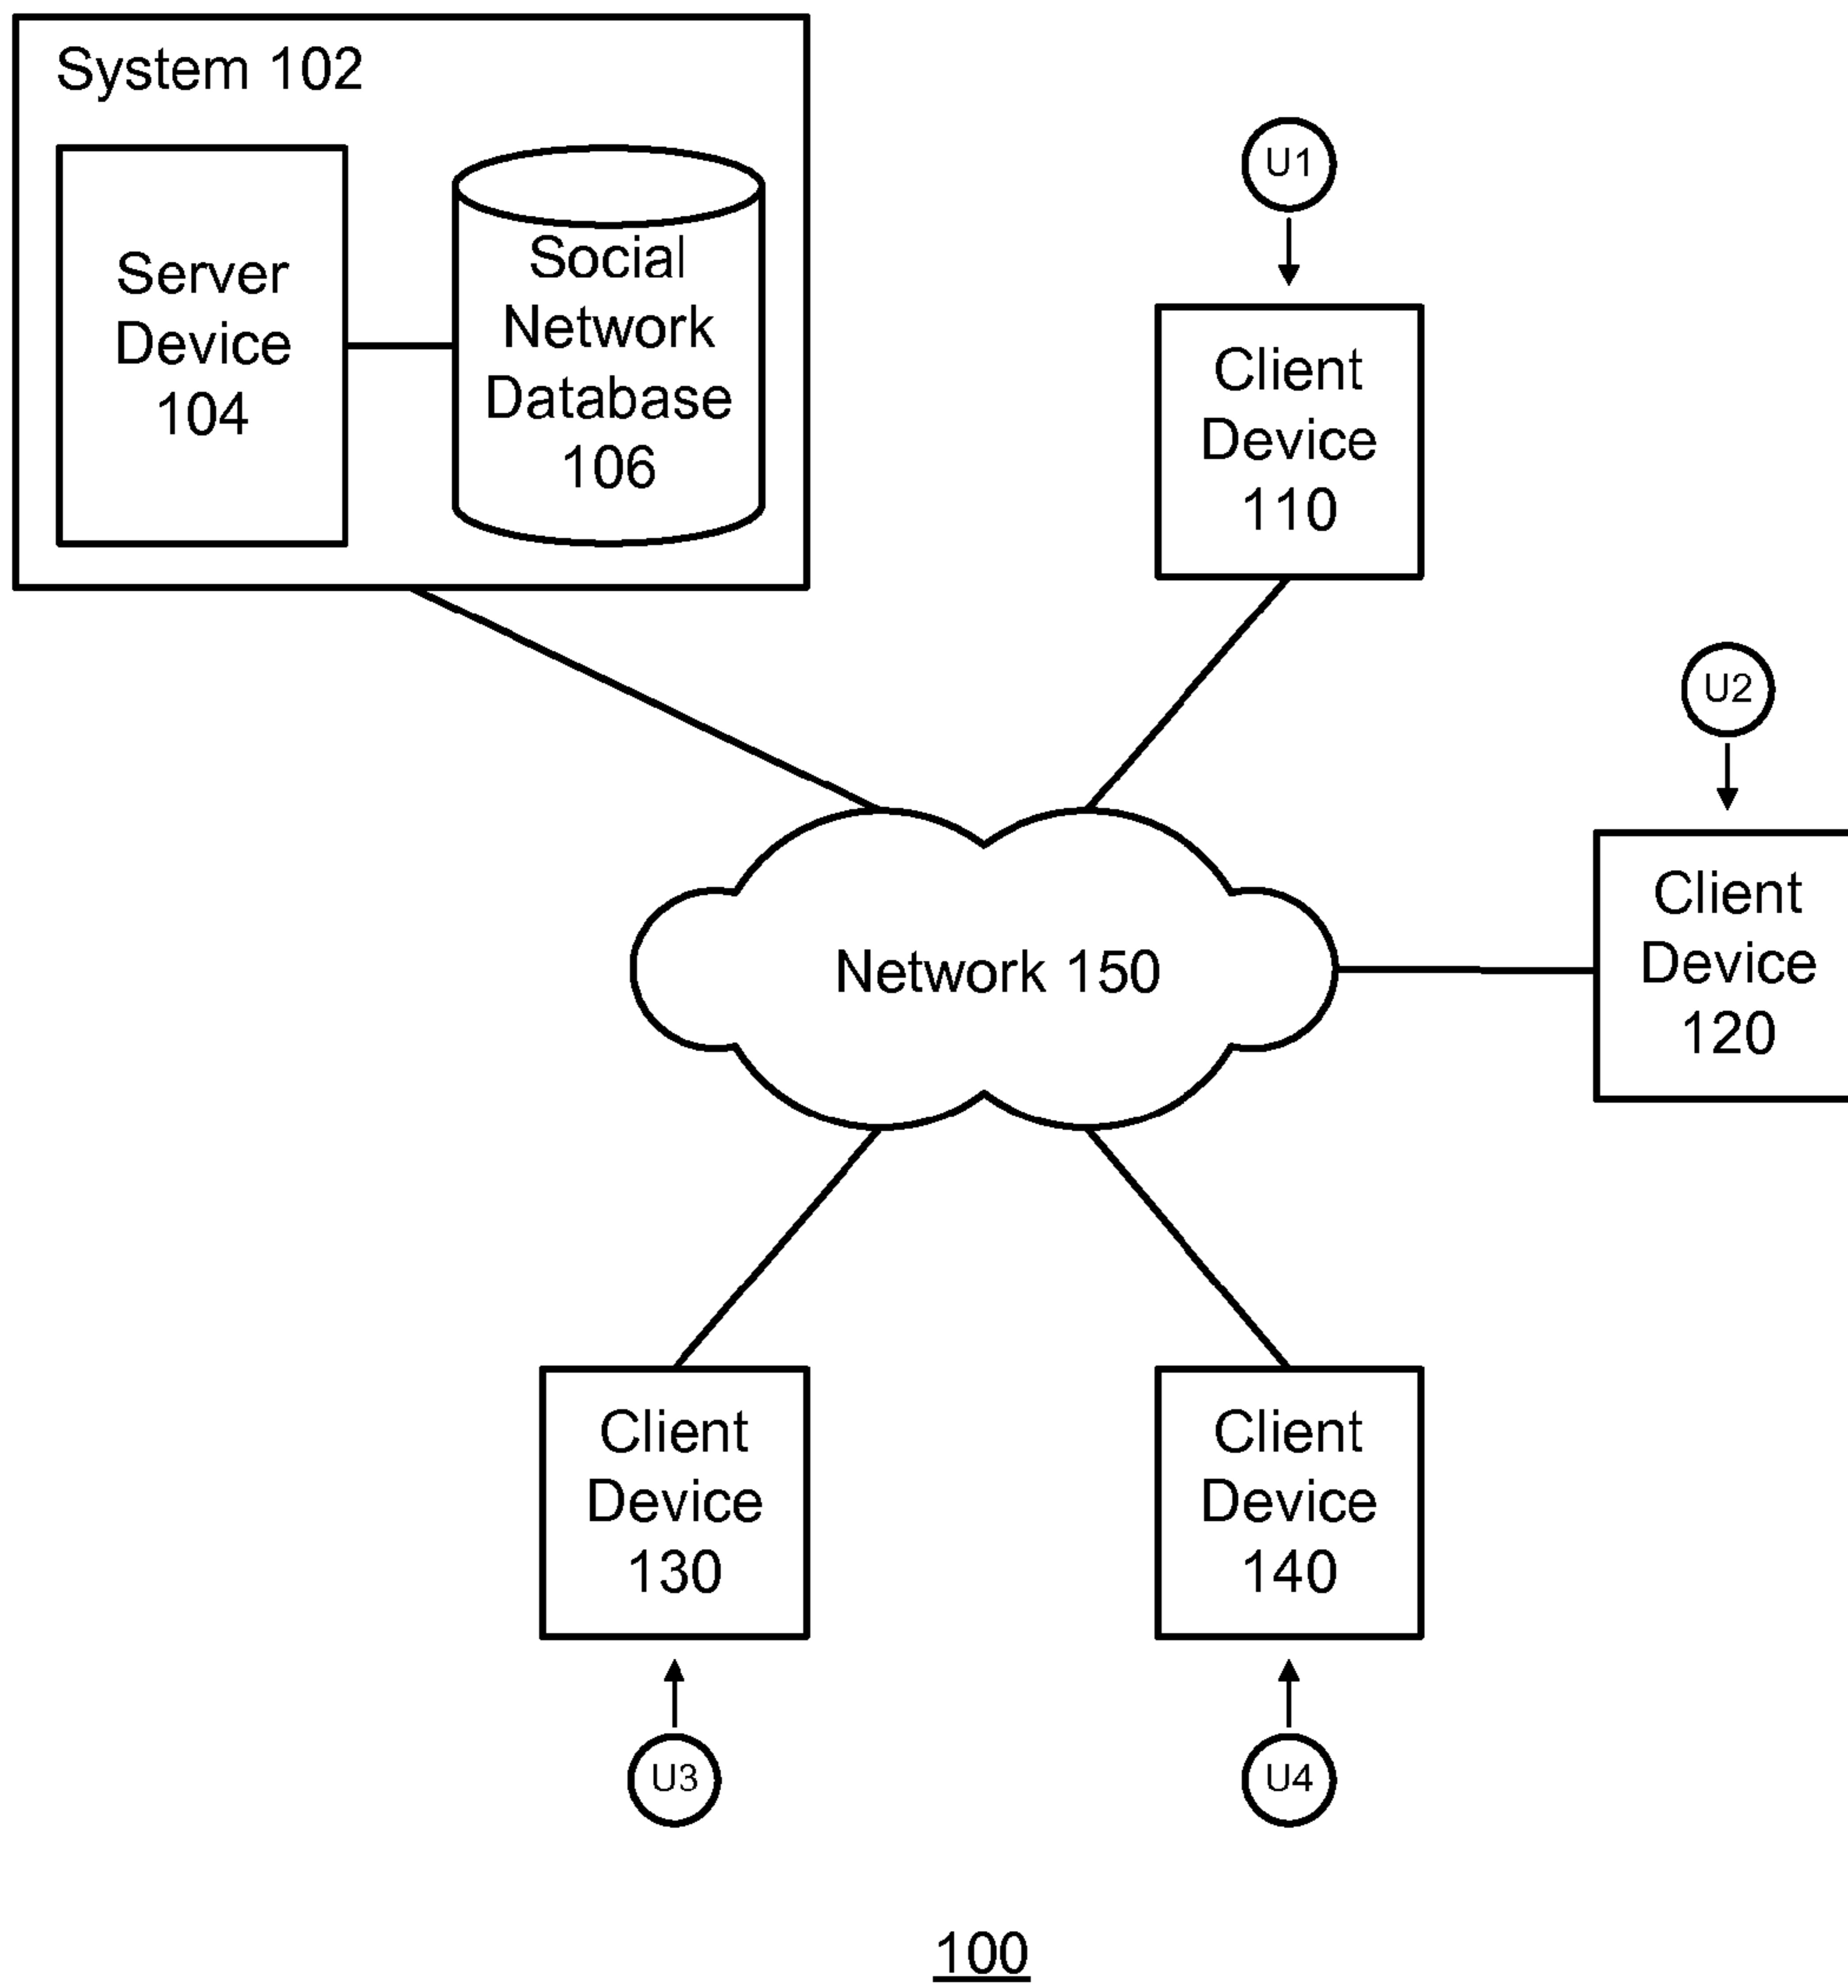 System 102
Server
Device
104
Social
Network
Database
106
U1
Client
Device
110
U2
Client
Device
120
Network 150
Client
Device
130
Client
Device
140
U3
U4
100